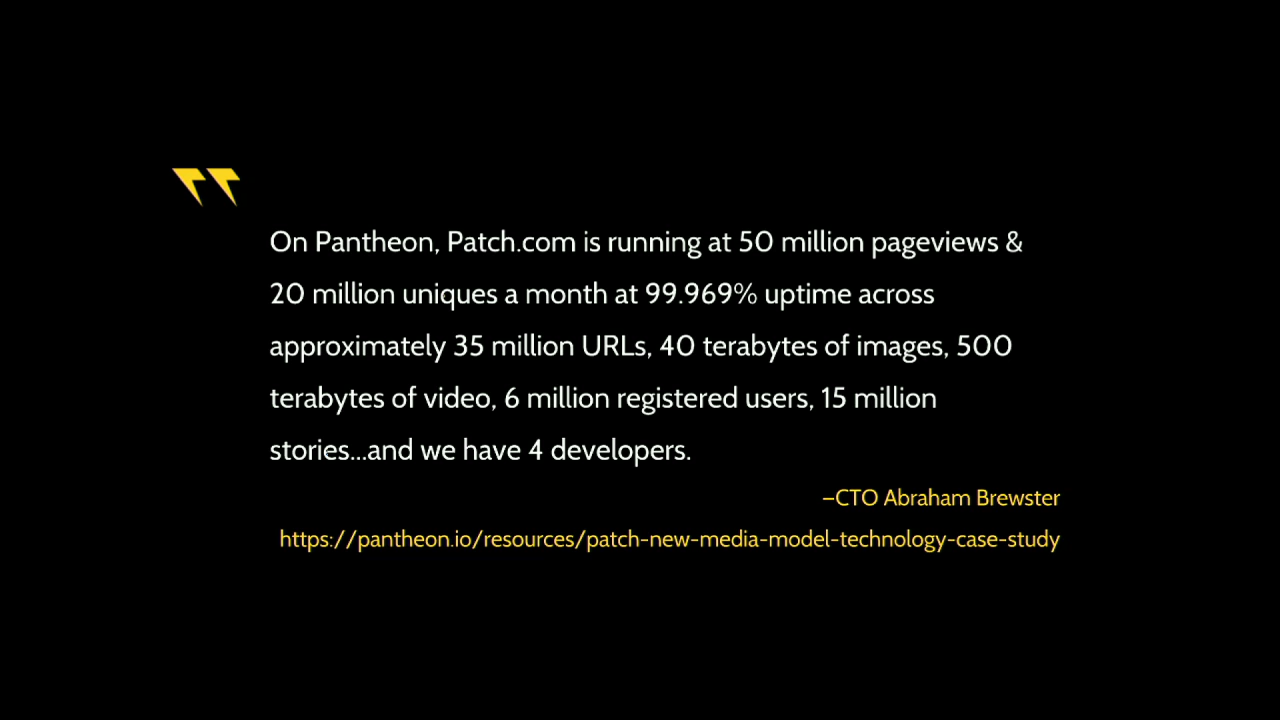 On Pantheon, Patch.com is running at 50 million pageviews &
20 million uniques a month at 99.969% uptime across
approximately 35 million URLs, 40 terabytes of images, 500
terabytes of video, 6 million registered users, 15 million
stories...and we have 4 developers.
–CTO Abraham Brewster
https://pantheon.io/resources/patch-new-media-model-technology-case-study